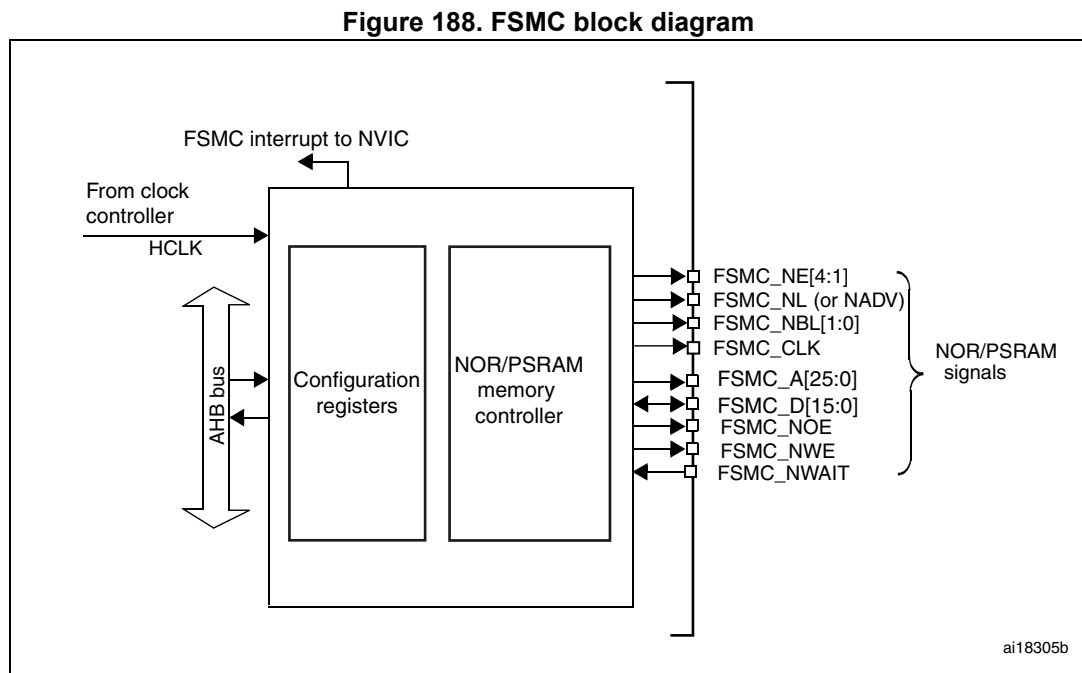 Figure 188. FSMC block diagram
FSMC interrupt to NVIC
From clock
controller
HCLK
AHB bus
Configuration
registers
NOR/PSRAM
memory
controller
FSMC_NE[4:1]
FSMC_NL (or NADV)
FSMC_NBL[1:0]
FSMC_CLK
FSMC_A[25:0]
FSMC_D[15:0]
FSMC_NOE
FSMC_NWE
FSMC_NWAIT
NOR/PSRAM
signals
ai18305b